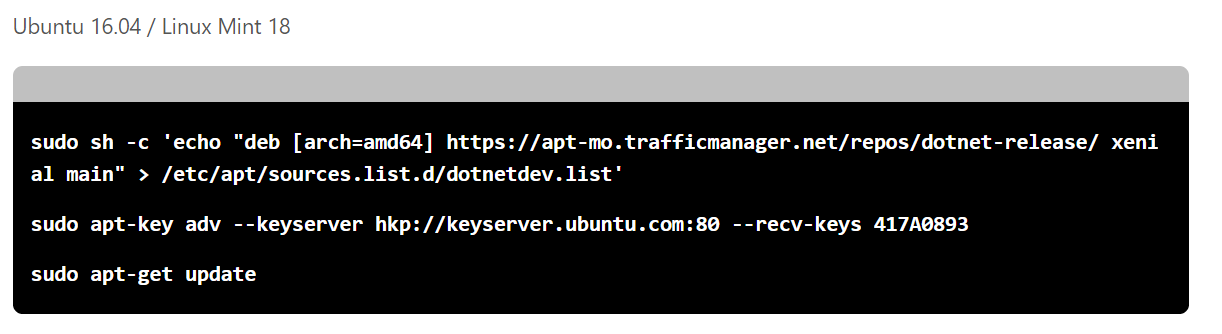 Ubuntu 16.04 / Linux Mint 18
sudo sh -c 'echo "deb [arch=amd64] https://apt-mo.trafficmanager.net/repos/dotnet-release/ xeni
al main" > /etc/apt/sources.list.d/dotnetdev.list'
sudo apt-key adv --keyserver hkp://keyserver.ubuntu.com:80 --recv-keys 417A0893
sudo apt-get update